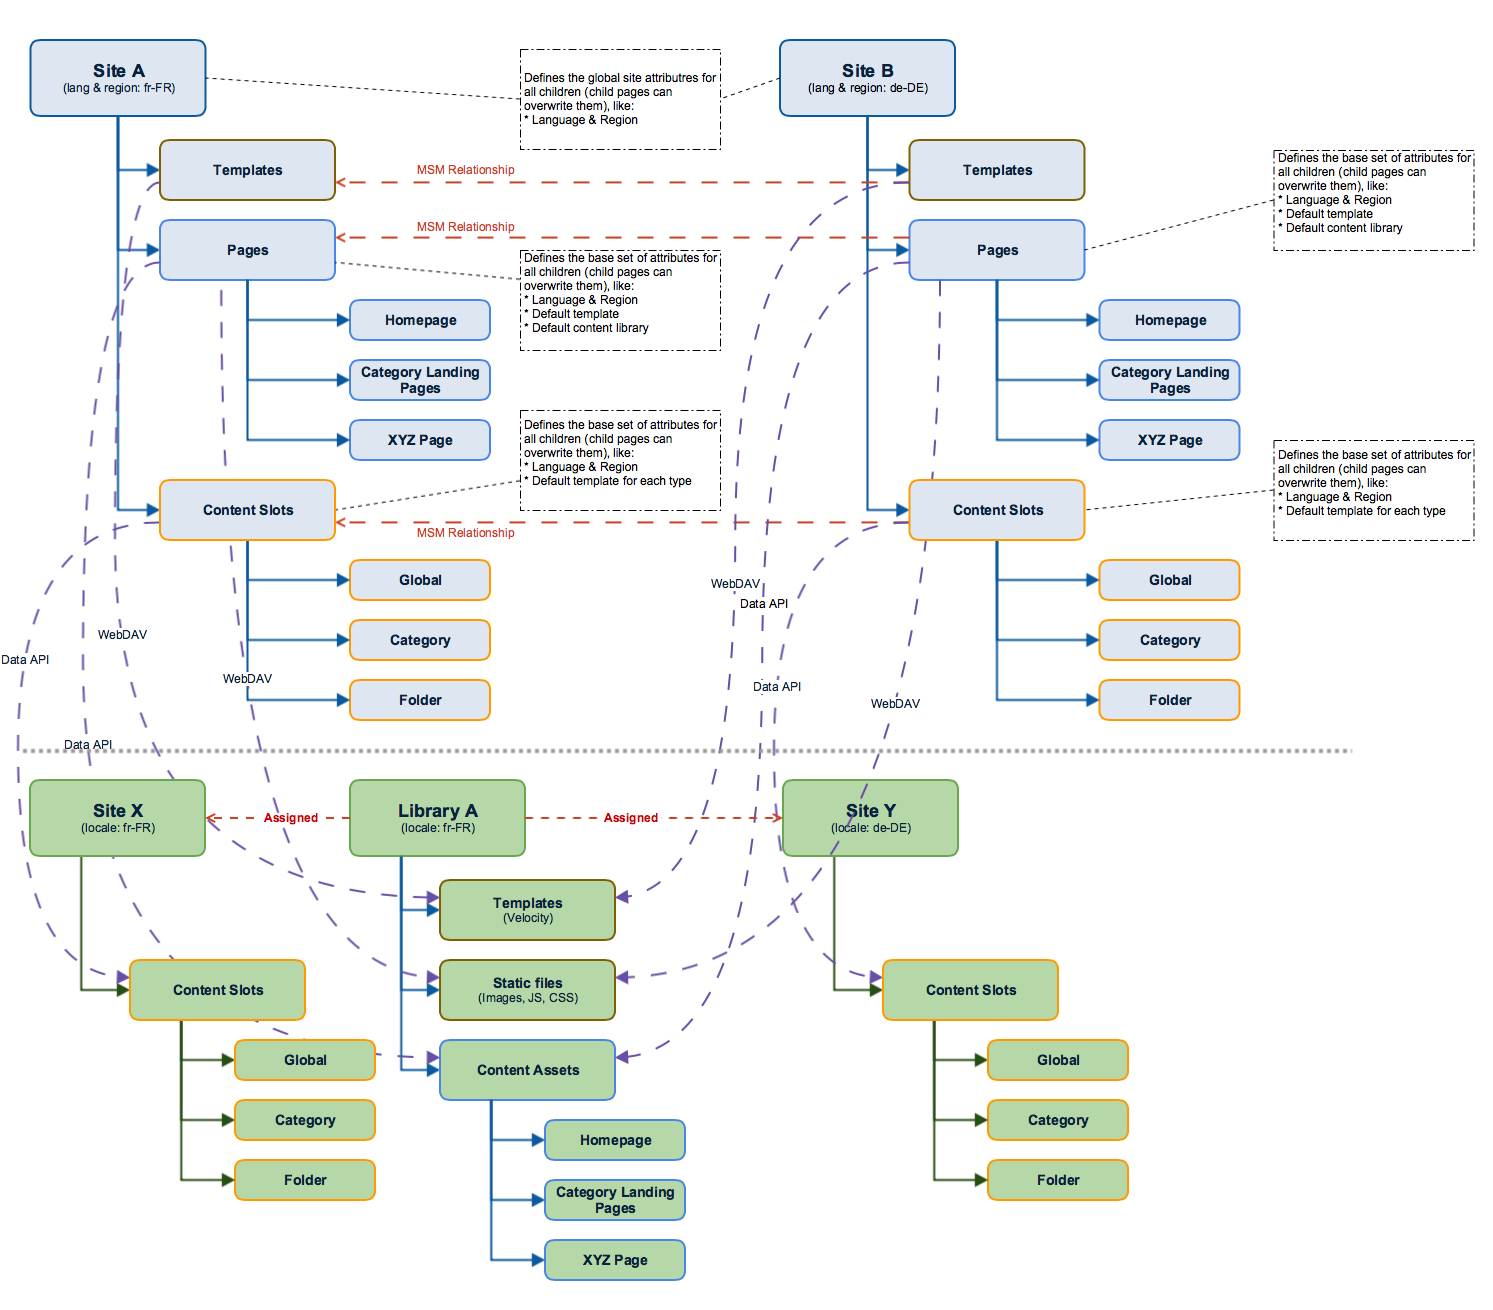 Site A
(lang & region: fr-FR)
Defines the global site attributres for
all children (child pages can
overwrite them), like:
* Language & Region
Site B
(lang & region: de-DE)
Templates
MSM Relationship
Templates
Defines the base set of attributes for
all children (child pages can
overwrite them), like:
* Language & Region
* Default template
* Default content library
Pages
MSM Relationship
Pages
Defines the base set of attributes for
all children (child pages can
overwrite them), like:
* Language & Region
* Default template
* Default content library
Homepage
Homepage
Category Landing
Pages
Category Landing
Pages
XYZ Page
XYZ Page
Defines the base set of attributes for
all children (child pages can
overwrite them), like:
* Language & Region
* Default template for each type
Defines the base set of attributes for
all children (child pages can
overwrite them), like:
* Language & Region
* Default template for each type
Content Slots
MSM Relationship
Content Slots
Global
WebDAV
Data API
Global
WebDAV
Data API
Category
Category
WebDAV
Data API
Folder
WebDAV
Folder
Data API
Site X
(locale: fr-FR)
Assigned
Library A
(locale: fr-FR)
Assigned
Site Y
(locale: de-DE)
Templates
(Velocity)
Static files
(Images, JS, CSS)
Content Slots
Content Slots
Global
Content Assets
Global
Category
Homepage
Category
Folder
Category Landing
Pages
Folder
XYZ Page